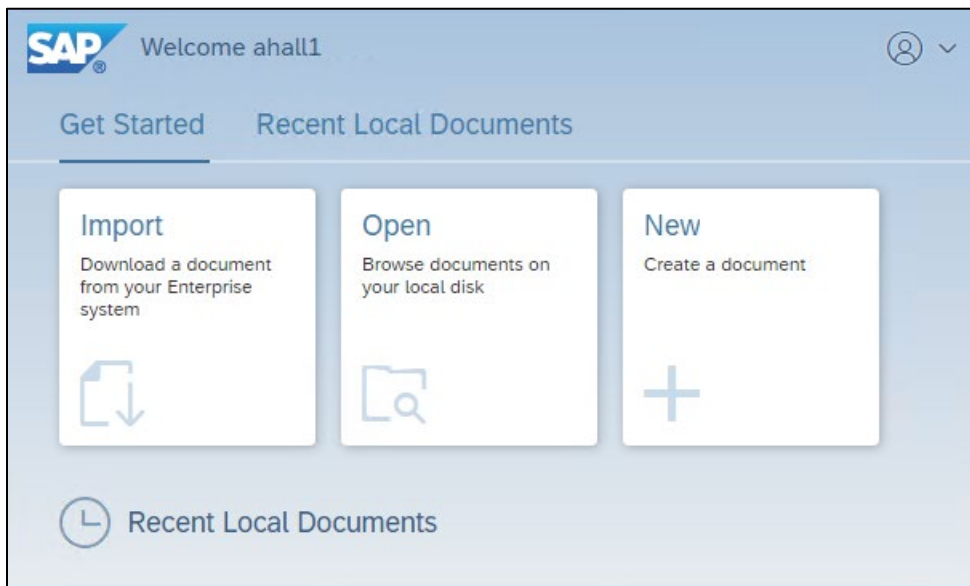 SAP ®
Welcome ahall1
Get Started
Recent Local Documents
Import
Download a document
from your Enterprise
system
Open
Browse documents on
your local disk
New
Create a document
Recent Local Documents